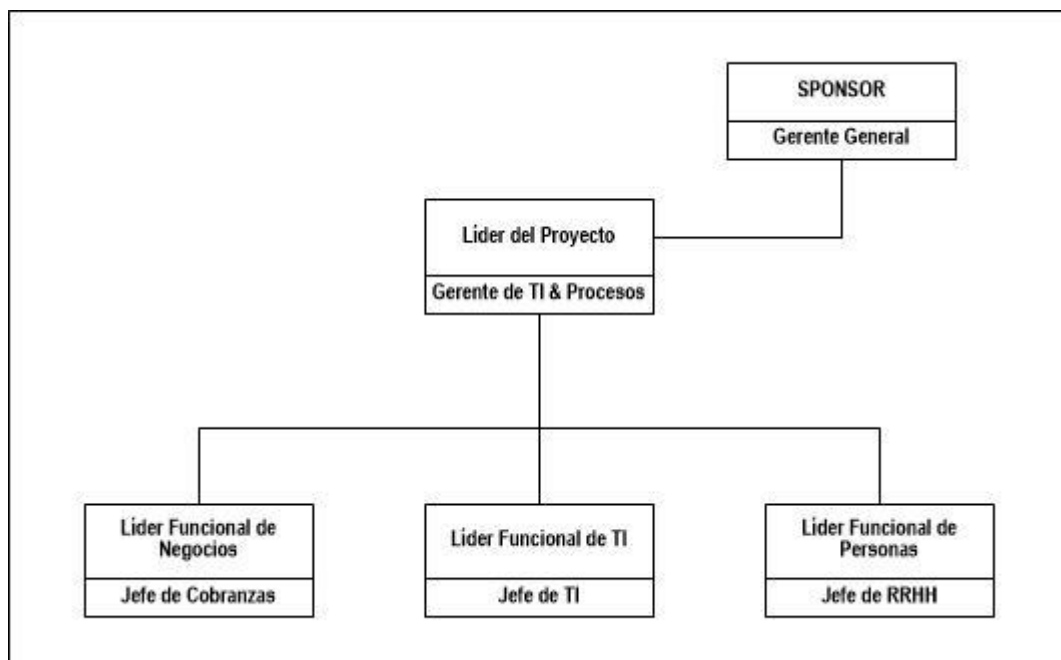 SPONSOR
Gerente General
Lider del Proyecto
Gerente de TI & Procesos
Lider Funcional de
Negocios
Jefe de Cobranzas
Lider Funcional de TI
Jefe de TI
Lider Funcional de
Personas
Jefe de RRHH